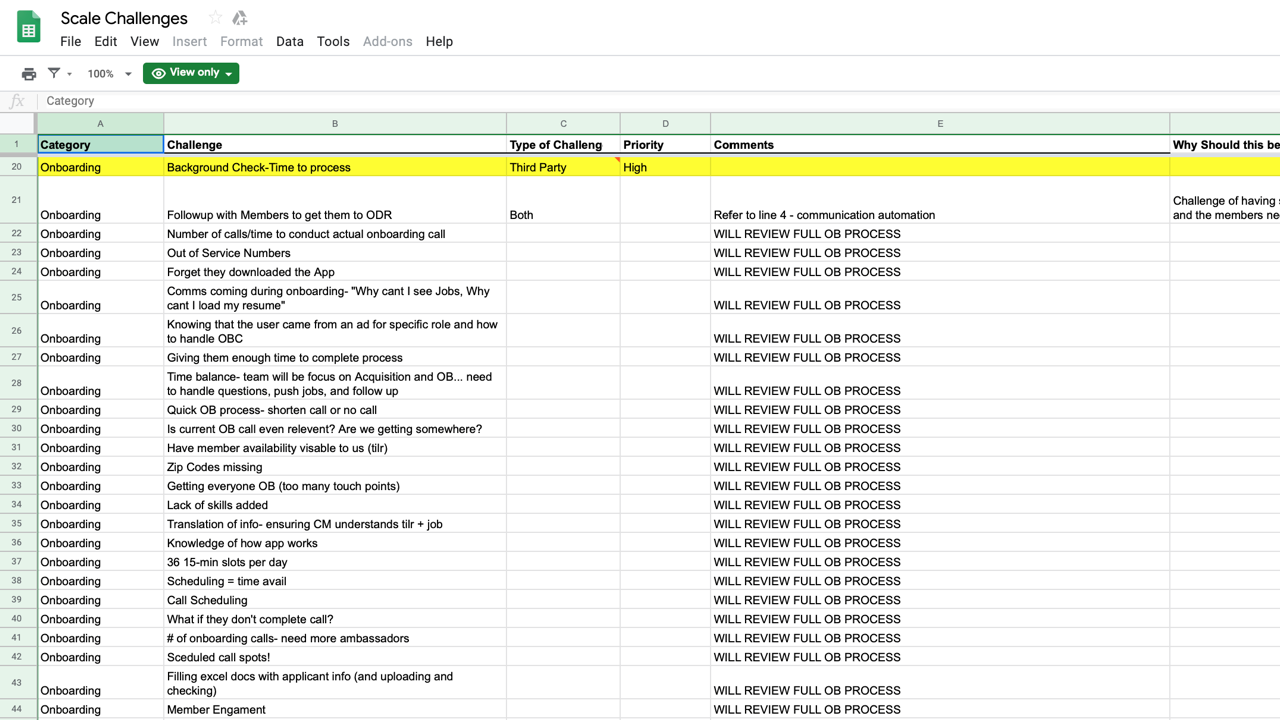 Scale Challenges
File Edit View Insert Format Data Tools Add-ons Help
100% View only
fx Category
A B C D E
1 Category Challenge Type of Challeng Priority Comments Why Should this be
20 Onboarding Background Check-Time to process Third Party High
21 Onboarding Followup with Members to get them to ODR Both Refer to line 4 - communication automation Challenge of having
and the members ne
22 Onboarding Number of calls/time to conduct actual onboarding call WILL REVIEW FULL OB PROCESS
23 Onboarding Out of Service Numbers WILL REVIEW FULL OB PROCESS
24 Onboarding Forget they downloaded the App WILL REVIEW FULL OB PROCESS
25 Onboarding Comms coming during onboarding- "Why cant I see Jobs, Why
cant I load my resume" WILL REVIEW FULL OB PROCESS
26 Onboarding Knowing that the user came from an ad for specific role and how
to handle OBC WILL REVIEW FULL OB PROCESS
27 Onboarding Giving them enough time to complete process WILL REVIEW FULL OB PROCESS
28 Onboarding Time balance- team will be focus on Acquisition and OB... need
to handle questions, push jobs, and follow up WILL REVIEW FULL OB PROCESS
29 Onboarding Quick OB process- shorten call or no call WILL REVIEW FULL OB PROCESS
30 Onboarding Is current OB call even relevent? Are we getting somewhere? WILL REVIEW FULL OB PROCESS
31 Onboarding Have member availability visable to us (tilr) WILL REVIEW FULL OB PROCESS
32 Onboarding Zip Codes missing WILL REVIEW FULL OB PROCESS
33 Onboarding Getting everyone OB (too many touch points) WILL REVIEW FULL OB PROCESS
34 Onboarding Lack of skills added WILL REVIEW FULL OB PROCESS
35 Onboarding Translation of info- ensuring CM understands tilr + job WILL REVIEW FULL OB PROCESS
36 Onboarding Knowledge of how app works WILL REVIEW FULL OB PROCESS
37 Onboarding 36 15-min slots per day WILL REVIEW FULL OB PROCESS
38 Onboarding Scheduling = time avail WILL REVIEW FULL OB PROCESS
39 Onboarding Call Scheduling WILL REVIEW FULL OB PROCESS
40 Onboarding What if they don't complete call? WILL REVIEW FULL OB PROCESS
41 Onboarding # of onboarding calls- need more ambassadors WILL REVIEW FULL OB PROCESS
42 Onboarding Sceduled call spots! WILL REVIEW FULL OB PROCESS
43 Onboarding Filling excel docs with applicant info (and uploading and
checking) WILL REVIEW FULL OB PROCESS
44 Onboarding Member Engament WILL REVIEW FULL OB PROCESS